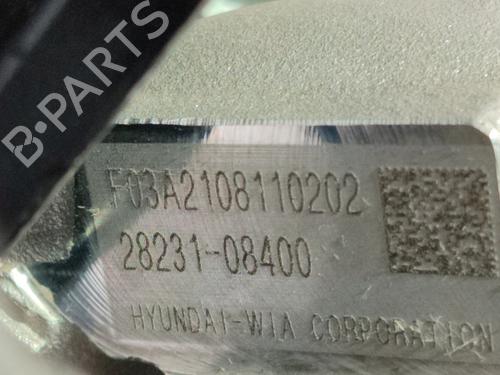 B-PARTS
F03A2108110202
28231-08400
HYUNDAI-WIA CORPORATION